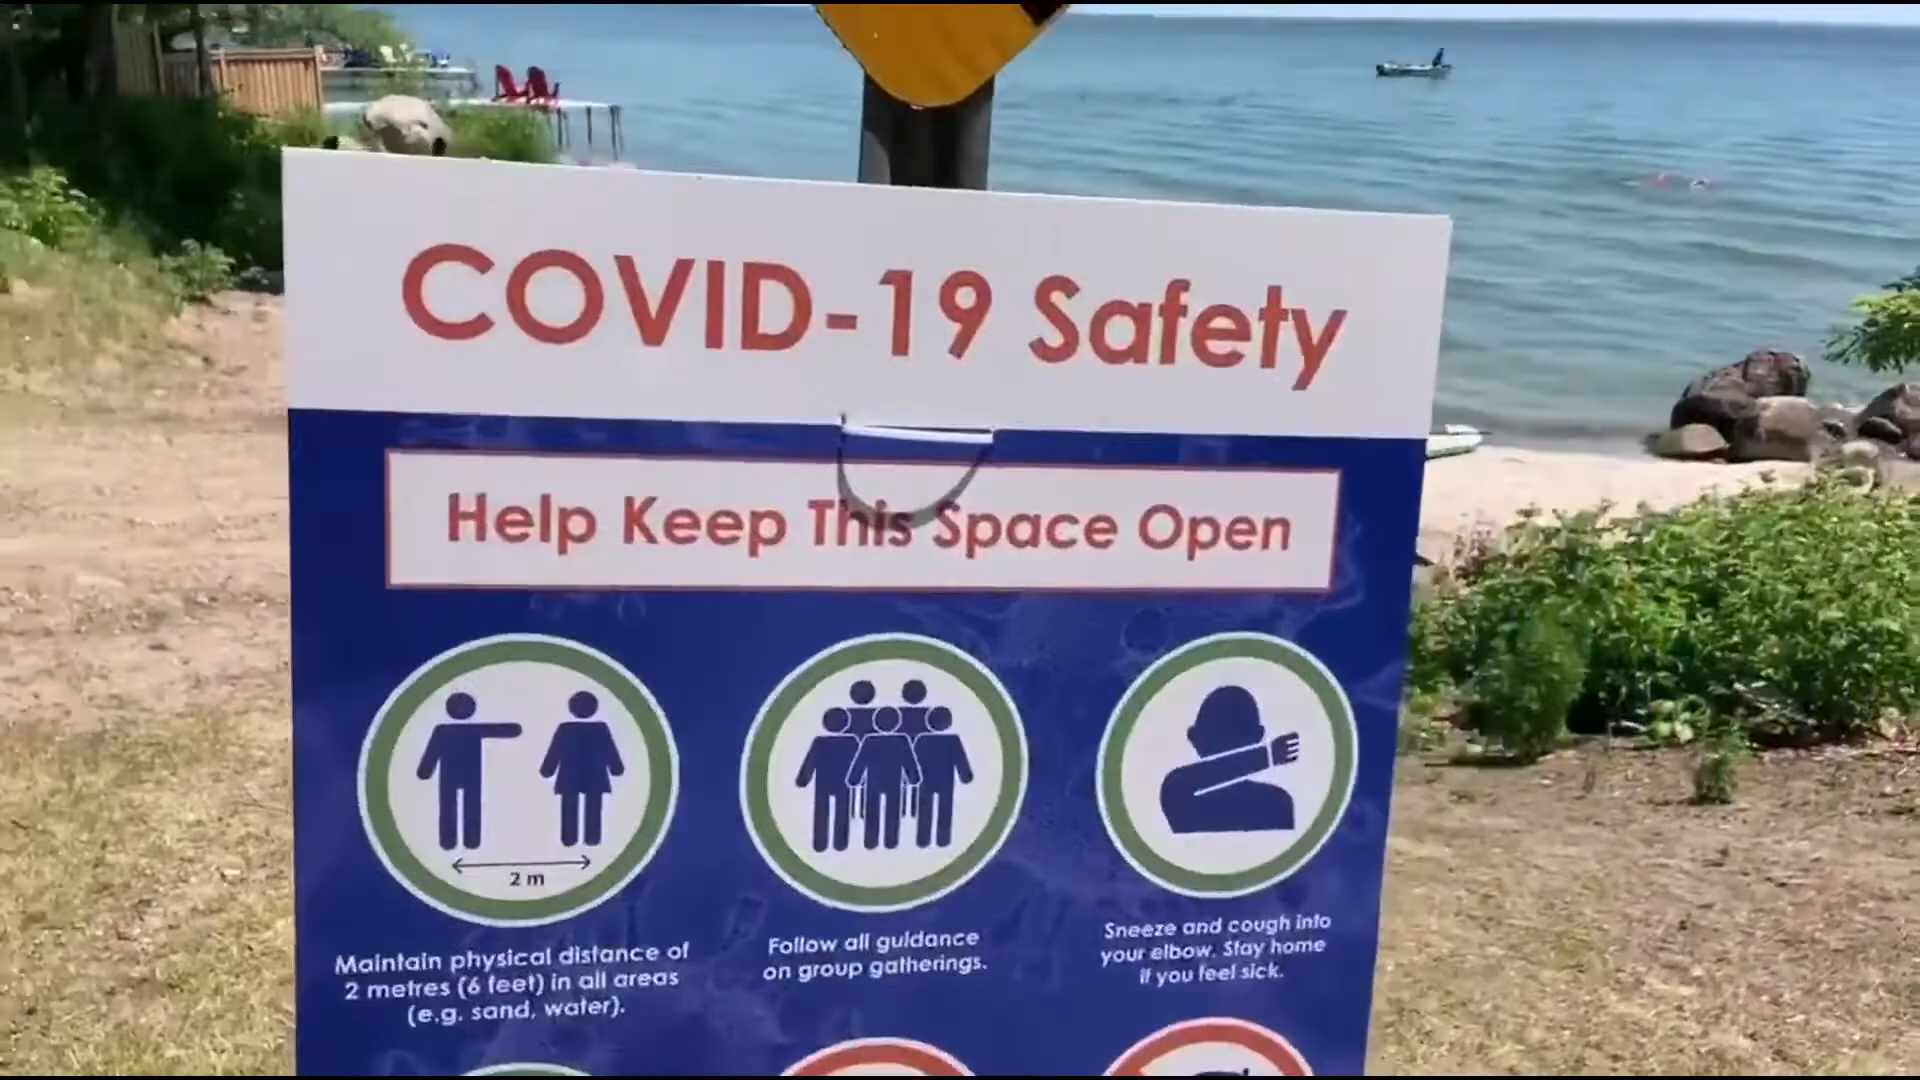 COVID-19 Safety
Help Keep This Space Open
2 m
Maintain physical distance of
2 metres (6 feet) in all areas
(e.g. sand, water).
Follow all guidance
on group gatherings.
Sneeze and cough into
your elbow. Stay home
if you feel sick.